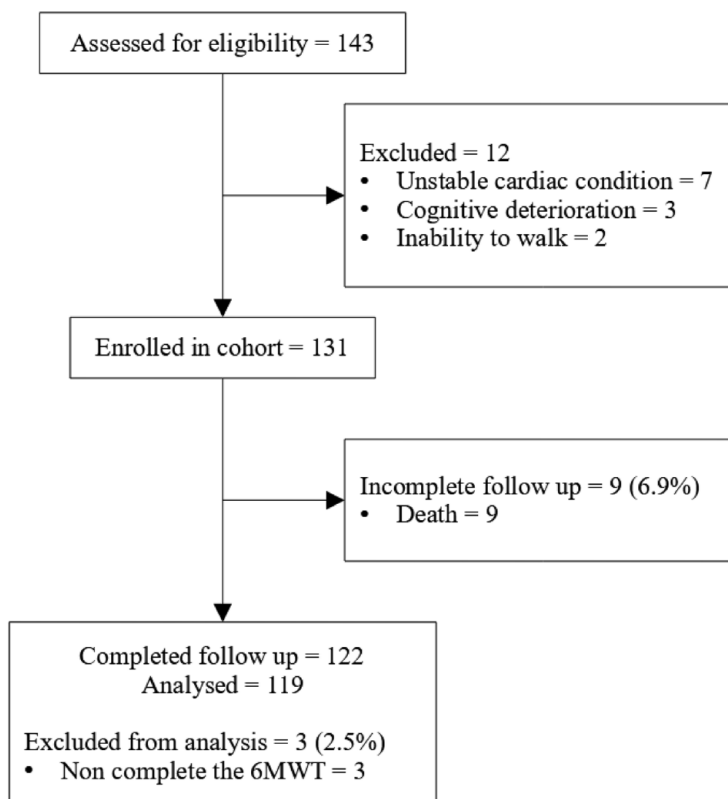 Assessed for eligibility = 143
Excluded = 12
• Unstable cardiac condition = 7
• Cognitive deterioration = 3
• Inability to walk = 2
Enrolled in cohort = 131
Incomplete follow up = 9 (6.9%)
• Death = 9
Completed follow up = 122
Analysed = 119
Excluded from analysis = 3 (2.5%)
• Non complete the 6MWT = 3